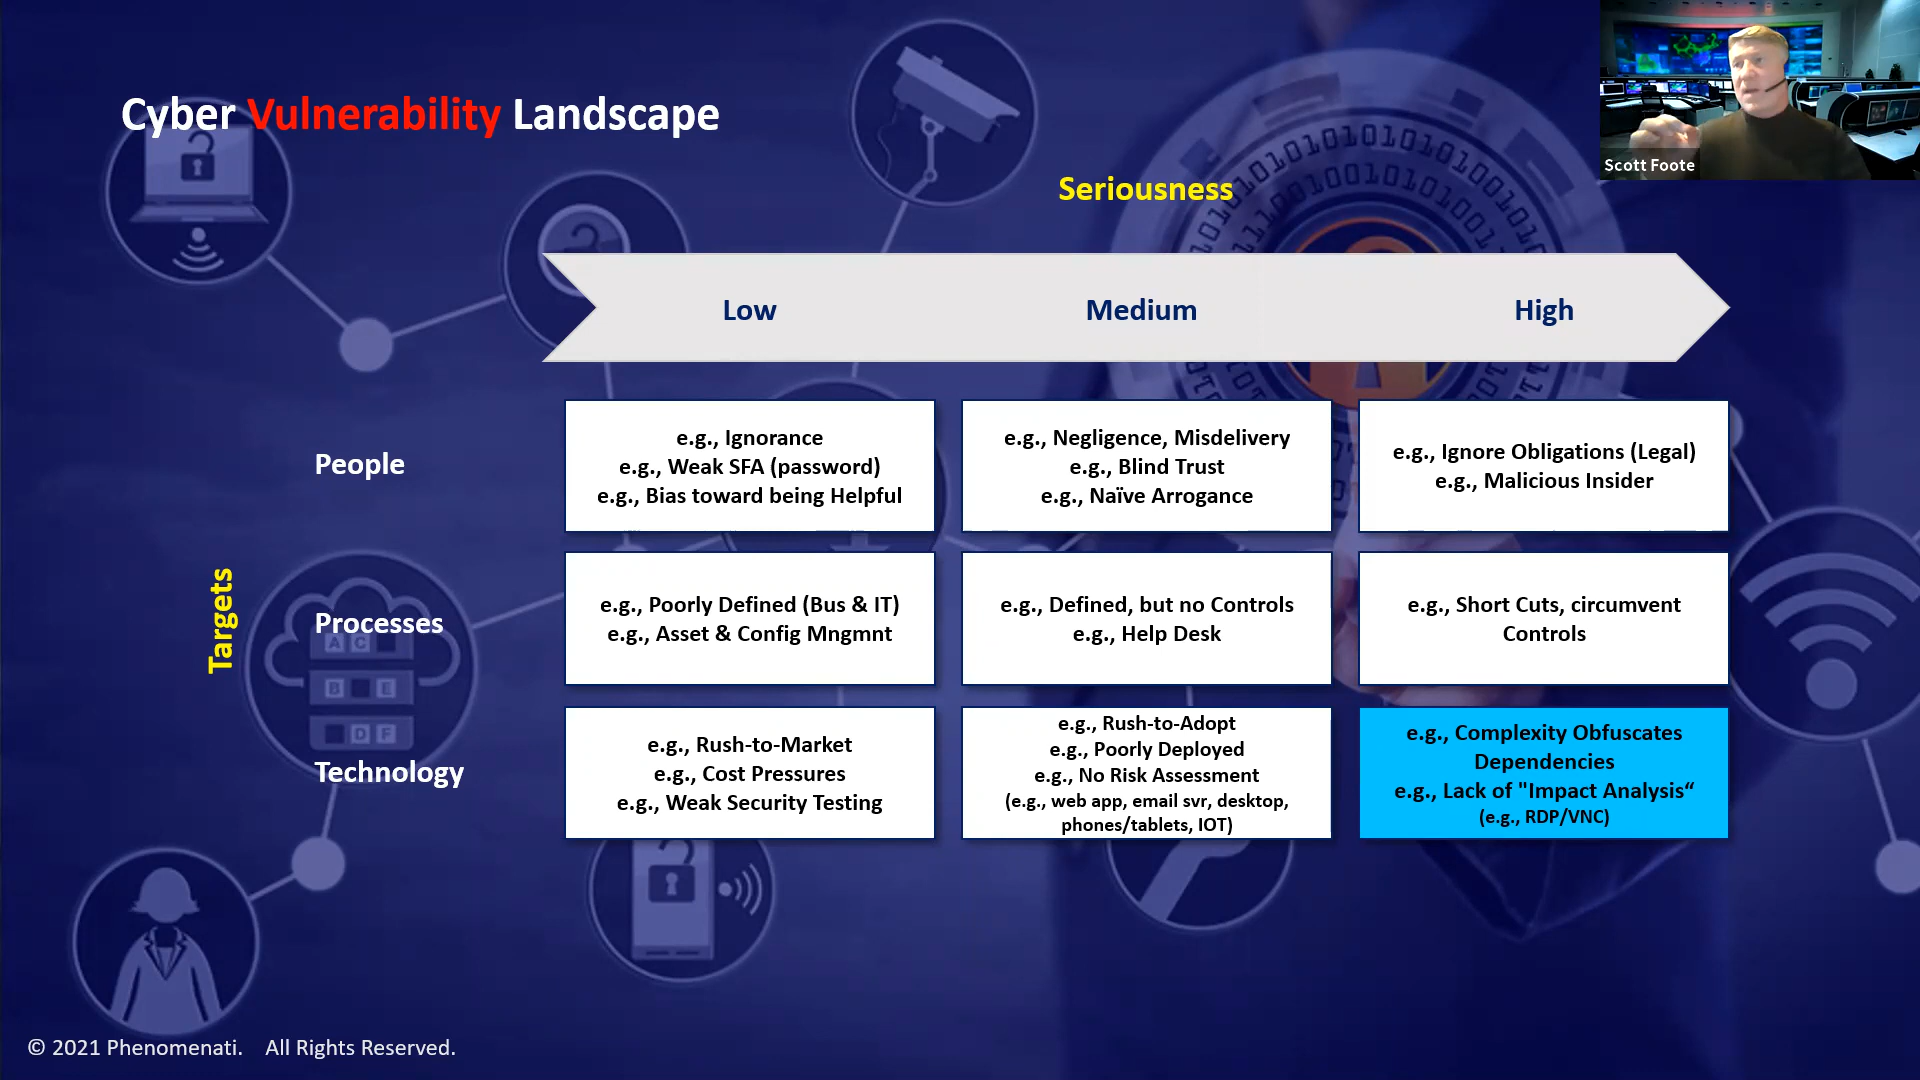 Cyber Vulnerability Landscape
Scott Foote
Seriousness
Low
Medium
High
Targets
People
e.g., Ignorance
e.g., Weak SFA (password)
e.g., Bias toward being Helpful
e.g., Negligence, Misdelivery
e.g., Blind Trust
e.g., Naïve Arrogance
e.g., Ignore Obligations (Legal)
e.g., Malicious Insider
Processes
e.g., Poorly Defined (Bus & IT)
e.g., Asset & Config Mngmnt
e.g., Defined, but no Controls
e.g., Help Desk
e.g., Short Cuts, circumvent
Controls
Technology
e.g., Rush-to-Market
e.g., Cost Pressures
e.g., Weak Security Testing
e.g., Rush-to-Adopt
e.g., Poorly Deployed
e.g., No Risk Assessment
(e.g., web app, email svr, desktop,
phones/tablets, IOT)
e.g., Complexity Obfuscates
Dependencies
e.g., Lack of "Impact Analysis“
(e.g., RDP/VNC)
A C
B E
D F
© 2021 Phenomenati. All Rights Reserved.